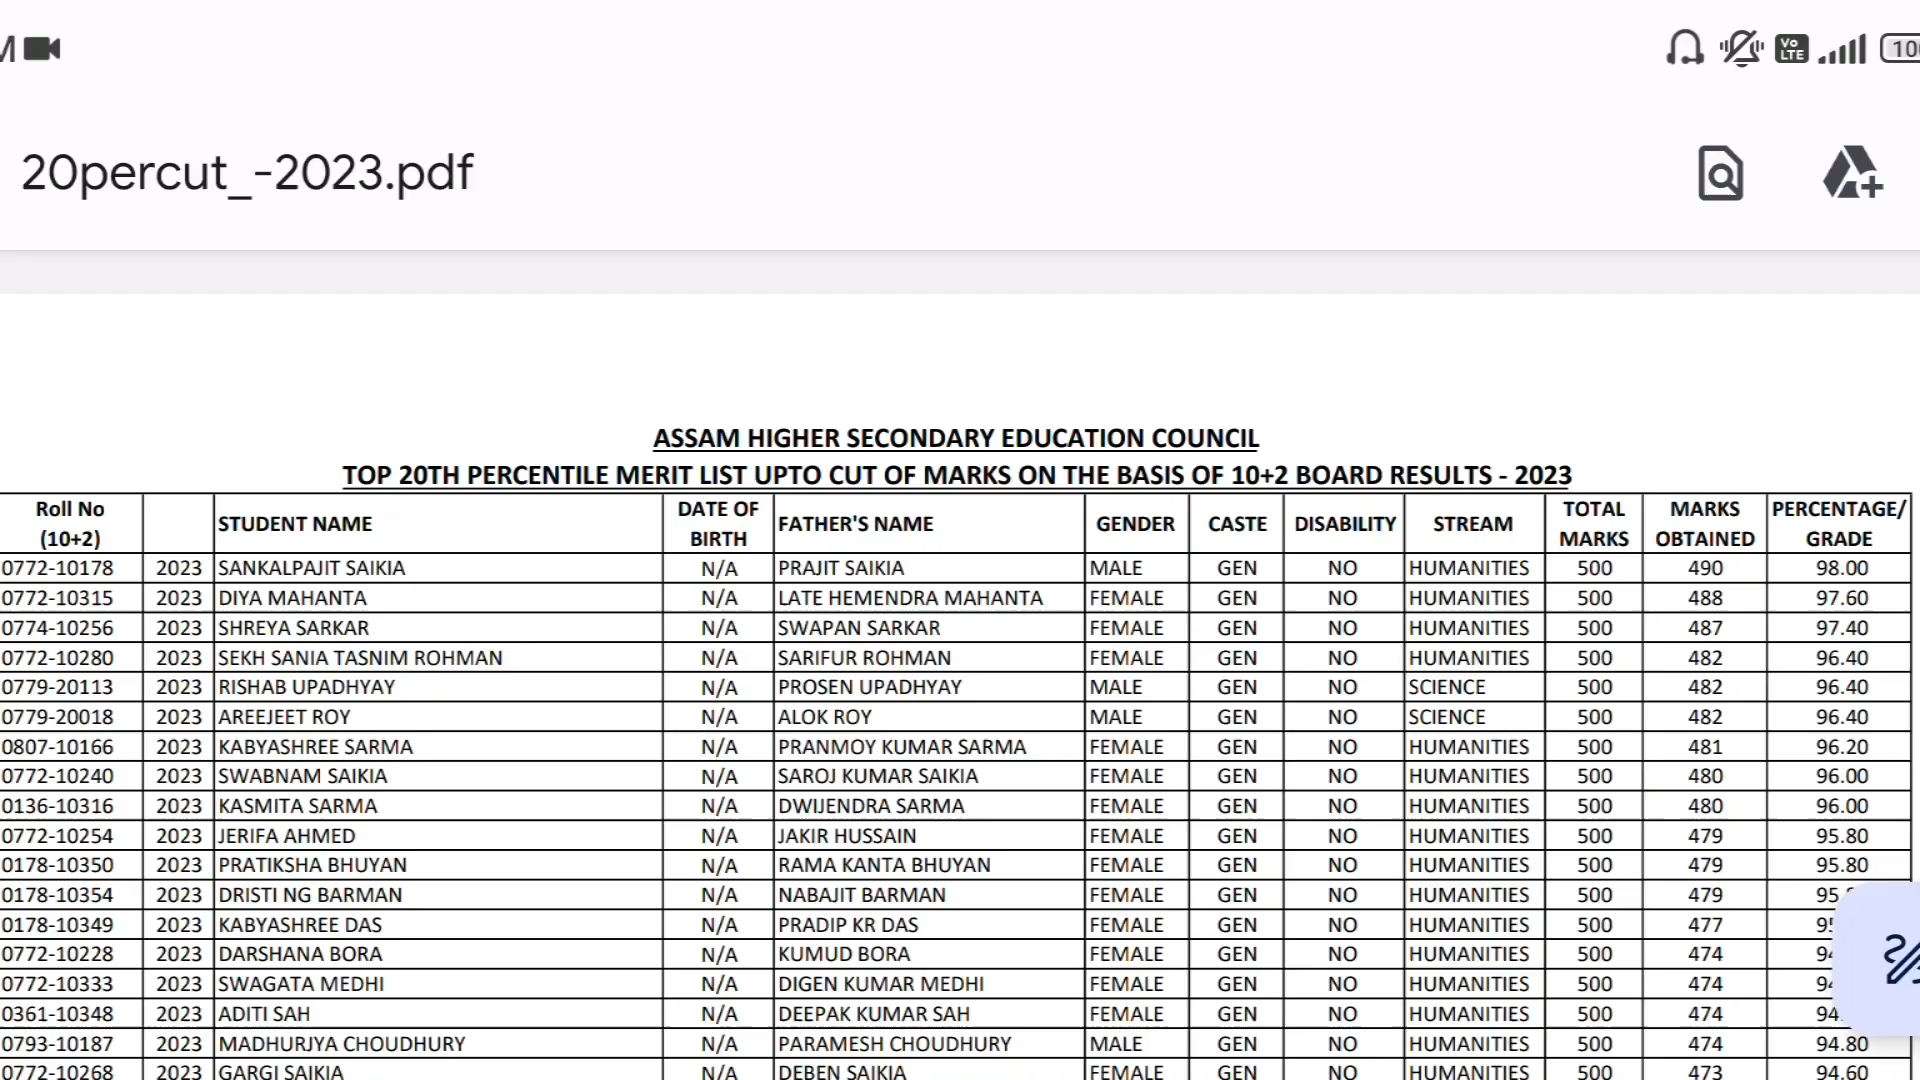 20percut_-2023.pdf
Vo LTE
ASSAM HIGHER SECONDARY EDUCATION COUNCIL
TOP 20TH PERCENTILE MERIT LIST UPTO CUT OF MARKS ON THE BASIS OF 10+2 BOARD RESULTS - 2023
Roll No (10+2) STUDENT NAME DATE OF BIRTH FATHER'S NAME GENDER CASTE DISABILITY STREAM TOTAL MARKS MARKS OBTAINED PERCENTAGE/ GRADE
0772-10178 2023 SANKALPAJIT SAIKIA N/A PRAJIT SAIKIA MALE GEN NO HUMANITIES 500 490 98.00
0772-10315 2023 DIYA MAHANTA N/A LATE HEMENDRA MAHANTA FEMALE GEN NO HUMANITIES 500 488 97.60
0774-10256 2023 SHREYA SARKAR N/A SWAPAN SARKAR FEMALE GEN NO HUMANITIES 500 487 97.40
0772-10280 2023 SEKH SANIA TASNIM ROHMAN N/A SARIFUR ROHMAN FEMALE GEN NO HUMANITIES 500 482 96.40
0779-20113 2023 RISHAB UPADHYAY N/A PROSEN UPADHYAY MALE GEN NO SCIENCE 500 482 96.40
0779-20018 2023 AREEJEET ROY N/A ALOK ROY MALE GEN NO SCIENCE 500 482 96.40
0807-10166 2023 KABYASHREE SARMA N/A PRANMOY KUMAR SARMA FEMALE GEN NO HUMANITIES 500 481 96.20
0772-10240 2023 SWABNAM SAIKIA N/A SAROJ KUMAR SAIKIA FEMALE GEN NO HUMANITIES 500 480 96.00
0136-10316 2023 KASMITA SARMA N/A DWIJENDRA SARMA FEMALE GEN NO HUMANITIES 500 480 96.00
0772-10254 2023 JERIFA AHMED N/A JAKIR HUSSAIN FEMALE GEN NO HUMANITIES 500 479 95.80
0178-10350 2023 PRATIKSHA BHUYAN N/A RAMA KANTA BHUYAN FEMALE GEN NO HUMANITIES 500 479 95.80
0178-10354 2023 DRISTI NG BARMAN N/A NABAJIT BARMAN FEMALE GEN NO HUMANITIES 500 479
0178-10349 2023 KABYASHREE DAS N/A PRADIP KR DAS FEMALE GEN NO HUMANITIES 500 477
0772-10228 2023 DARSHANA BORA N/A KUMUD BORA FEMALE GEN NO HUMANITIES 500 474
0772-10333 2023 SWAGATA MEDHI N/A DIGEN KUMAR MEDHI FEMALE GEN NO HUMANITIES 500 474
0361-10348 2023 ADITI SAH N/A DEEPAK KUMAR SAH FEMALE GEN NO HUMANITIES 500 474
0793-10187 2023 MADHURJYA CHOUDHURY N/A PARAMESH CHOUDHURY MALE GEN NO HUMANITIES 500 474 94.80
0772-10268 2023 GARGI SAIKIA N/A DEBEN SAIKIA FEMALE GEN NO HUMANITIES 500 473 94.60